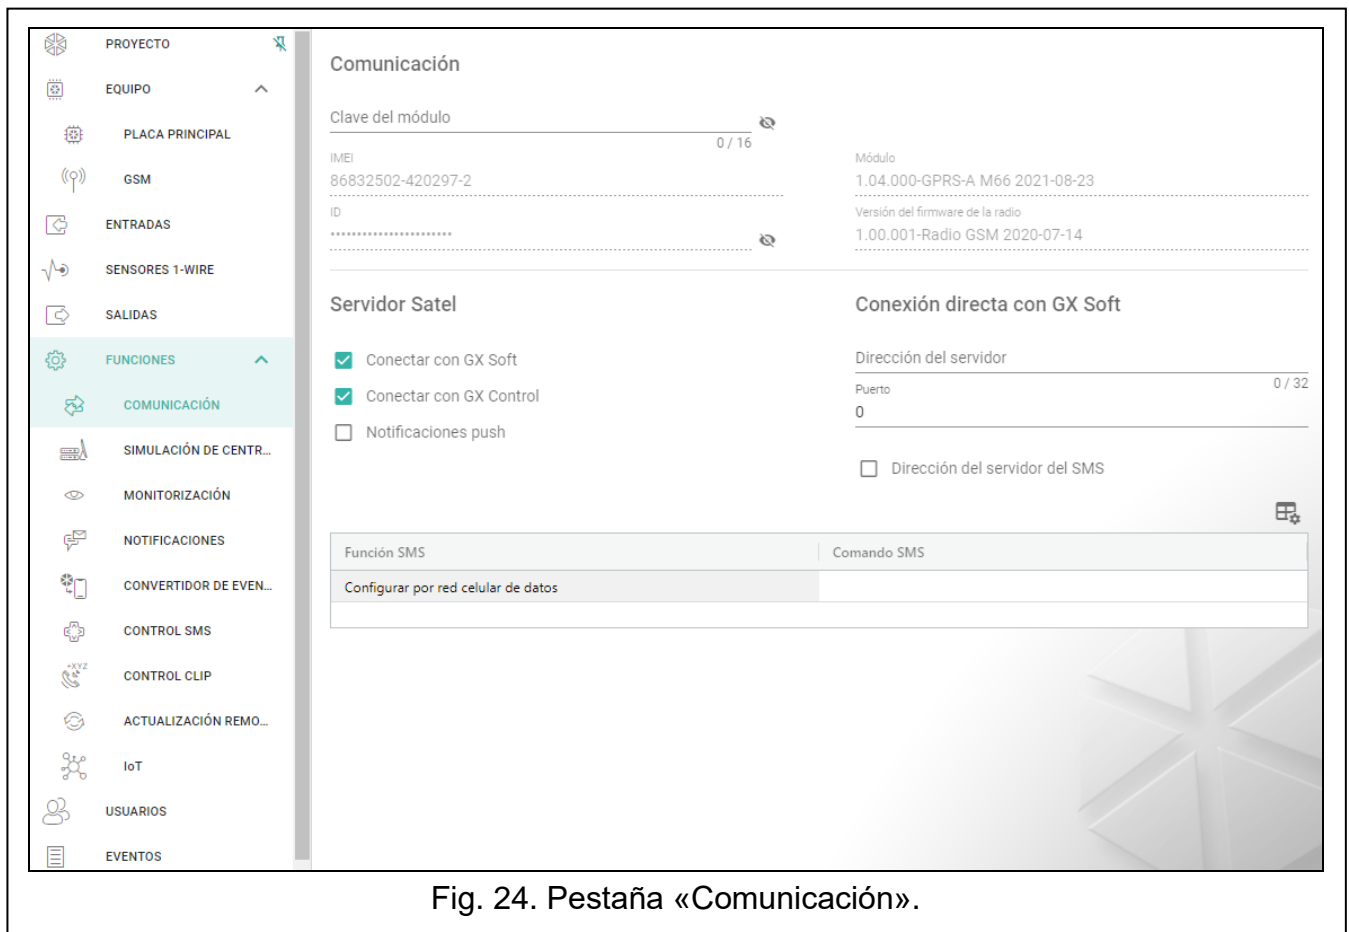 PROYECTO
EQUIPO
PLACA PRINCIPAL
GSM
ENTRADAS
SENSORES 1-WIRE
SALIDAS
FUNCIONES
COMUNICACIÓN
SIMULACIÓN DE CENTR...
MONITORIZACIÓN
NOTIFICACIONES
CONVERTIDOR DE EVEN...
CONTROL SMS
+XYZ
CONTROL CLIP
ACTUALIZACIÓN REMO...
IoT
USUARIOS
EVENTOS
Comunicación
Clave del módulo
0 / 16
IMEI
86832502-420297-2
Módulo
1.04.000-GPRS-A M66 2021-08-23
ID
••••••••••••••••••••••
Versión del firmware de la radio
1.00.001-Radio GSM 2020-07-14
Servidor Satel
Conectar con GX Soft
Conectar con GX Control
Notificaciones push
Conexión directa con GX Soft
Dirección del servidor
0 / 32
Puerto
0
Dirección del servidor del SMS
Función SMS Comando SMS
Configurar por red celular de datos
Fig. 24. Pestaña «Comunicación».